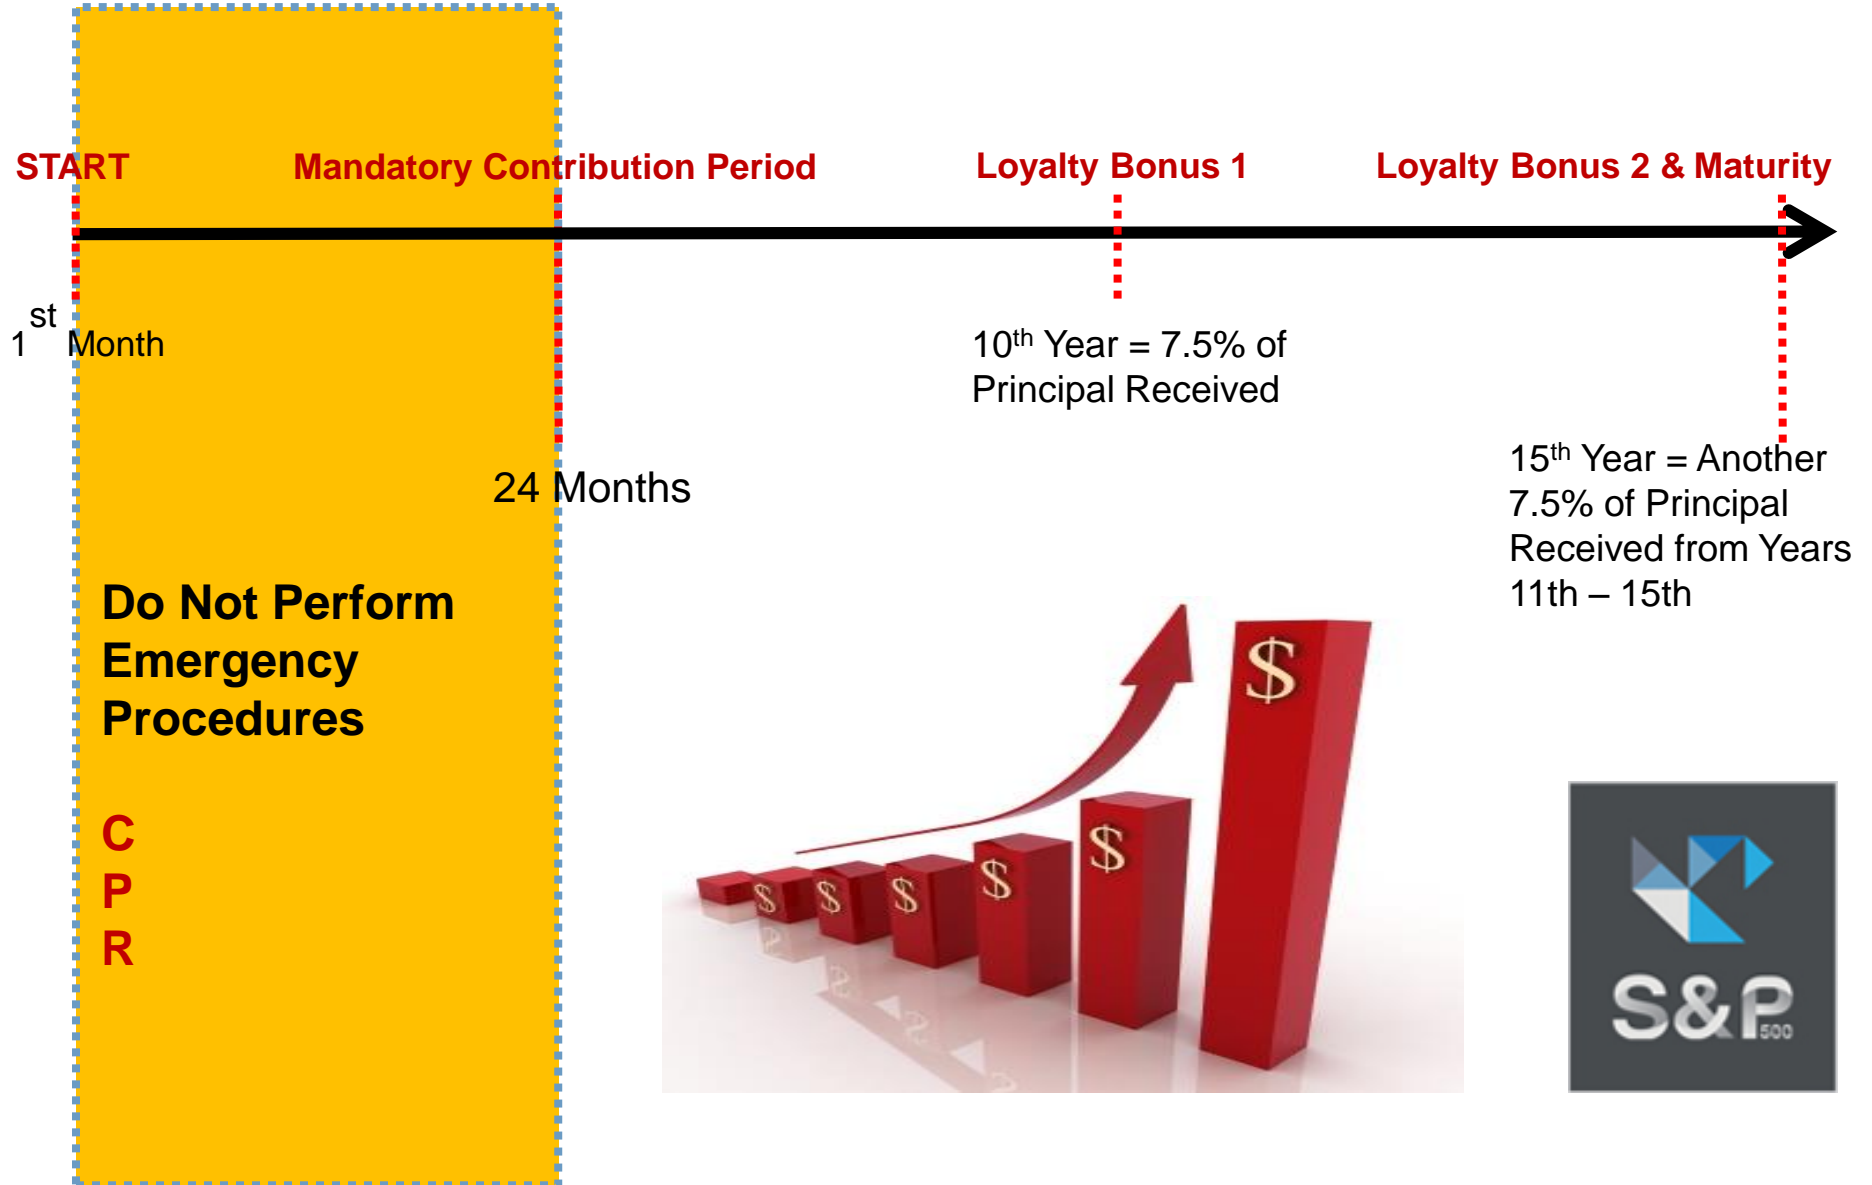 START
Mandatory Contribution Period
Loyalty Bonus 1
Loyalty Bonus 2 & Maturity
1st Month
10th Year = 7.5% of
Principal Received
24 Months
15th Year = Another
7.5% of Principal
Received from Years
11th – 15th
Do Not Perform
Emergency
Procedures
C
P
R
$
$
$
$
$
$
$
S&P
500